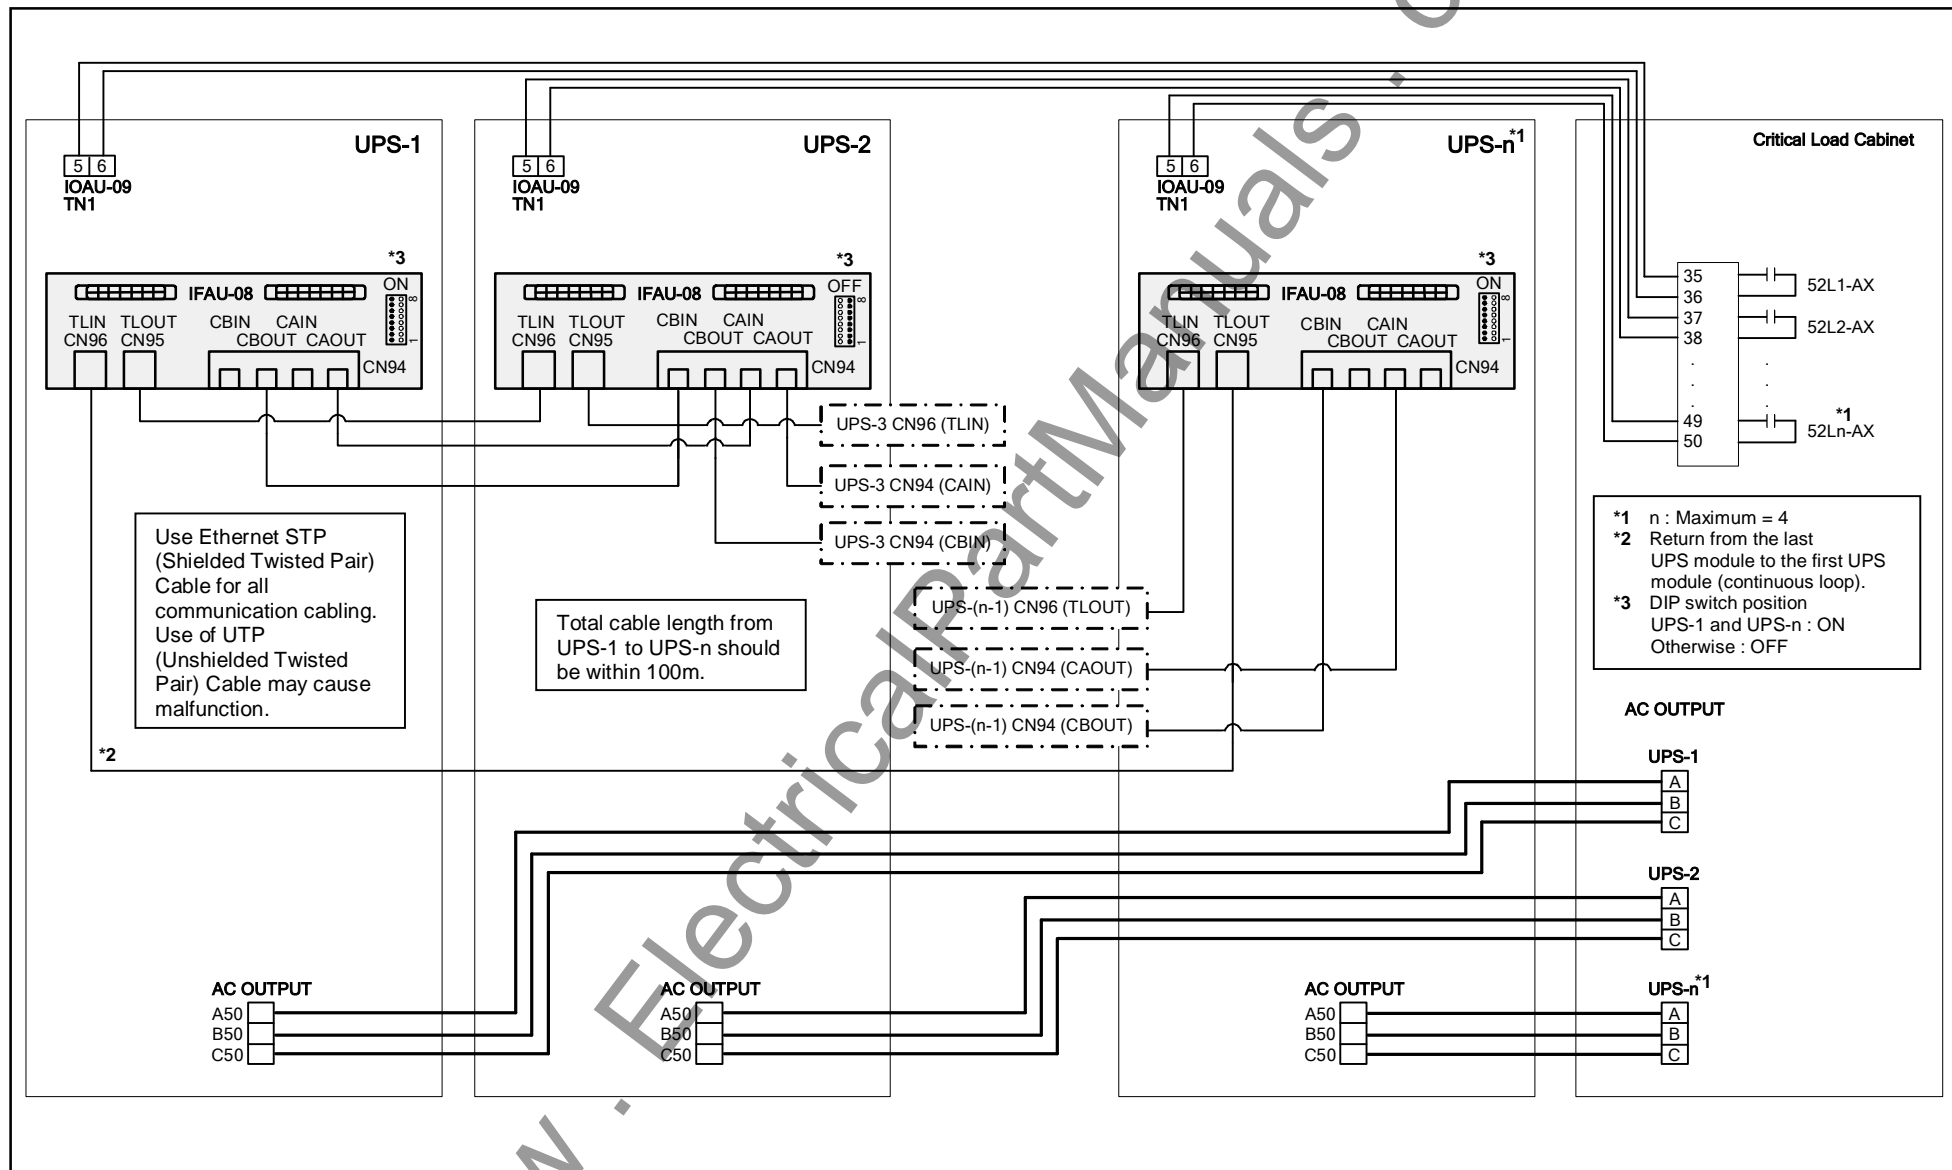 UPS-1
5 6
IOAU-09
TN1
*3
ON
IFAU-08
8
1
TLIN TLOUT CBIN CAIN
CN96 CN95 CBOUT CAOUT
CN94
Use Ethernet STP
(Shielded Twisted Pair)
Cable for all
communication cabling.
Use of UTP
(Unshielded Twisted
Pair) Cable may cause
malfunction.
*2
AC OUTPUT
A50
B50
C50
UPS-2
5 6
IOAU-09
TN1
*3
OFF
IFAU-08
8
1
TLIN TLOUT CBIN CAIN
CN96 CN95 CBOUT CAOUT
CN94
UPS-3 CN96 (TLIN)
UPS-3 CN94 (CAIN)
UPS-3 CN94 (CBIN)
Total cable length from
UPS-1 to UPS-n should
be within 100m.
AC OUTPUT
A50
B50
C50
UPS-n*1
5 6
IOAU-09
TN1
*3
ON
IFAU-08
8
1
TLIN TLOUT CBIN CAIN
CN96 CN95 CBOUT CAOUT
CN94
UPS-(n-1) CN96 (TLOUT)
UPS-(n-1) CN94 (CAOUT)
UPS-(n-1) CN94 (CBOUT)
AC OUTPUT
A50
B50
C50
Critical Load Cabinet
35
36
52L1-AX
37
38
52L2-AX
.
.
.
.
.
.
49
50
*1
52Ln-AX
*1 n : Maximum = 4
*2 Return from the last
UPS module to the first UPS
module (continuous loop).
*3 DIP switch position
UPS-1 and UPS-n : ON
Otherwise : OFF
AC OUTPUT
UPS-1
A
B
C
UPS-2
A
B
C
UPS-n*1
A
B
C
w . ElectricalPartManuals . c